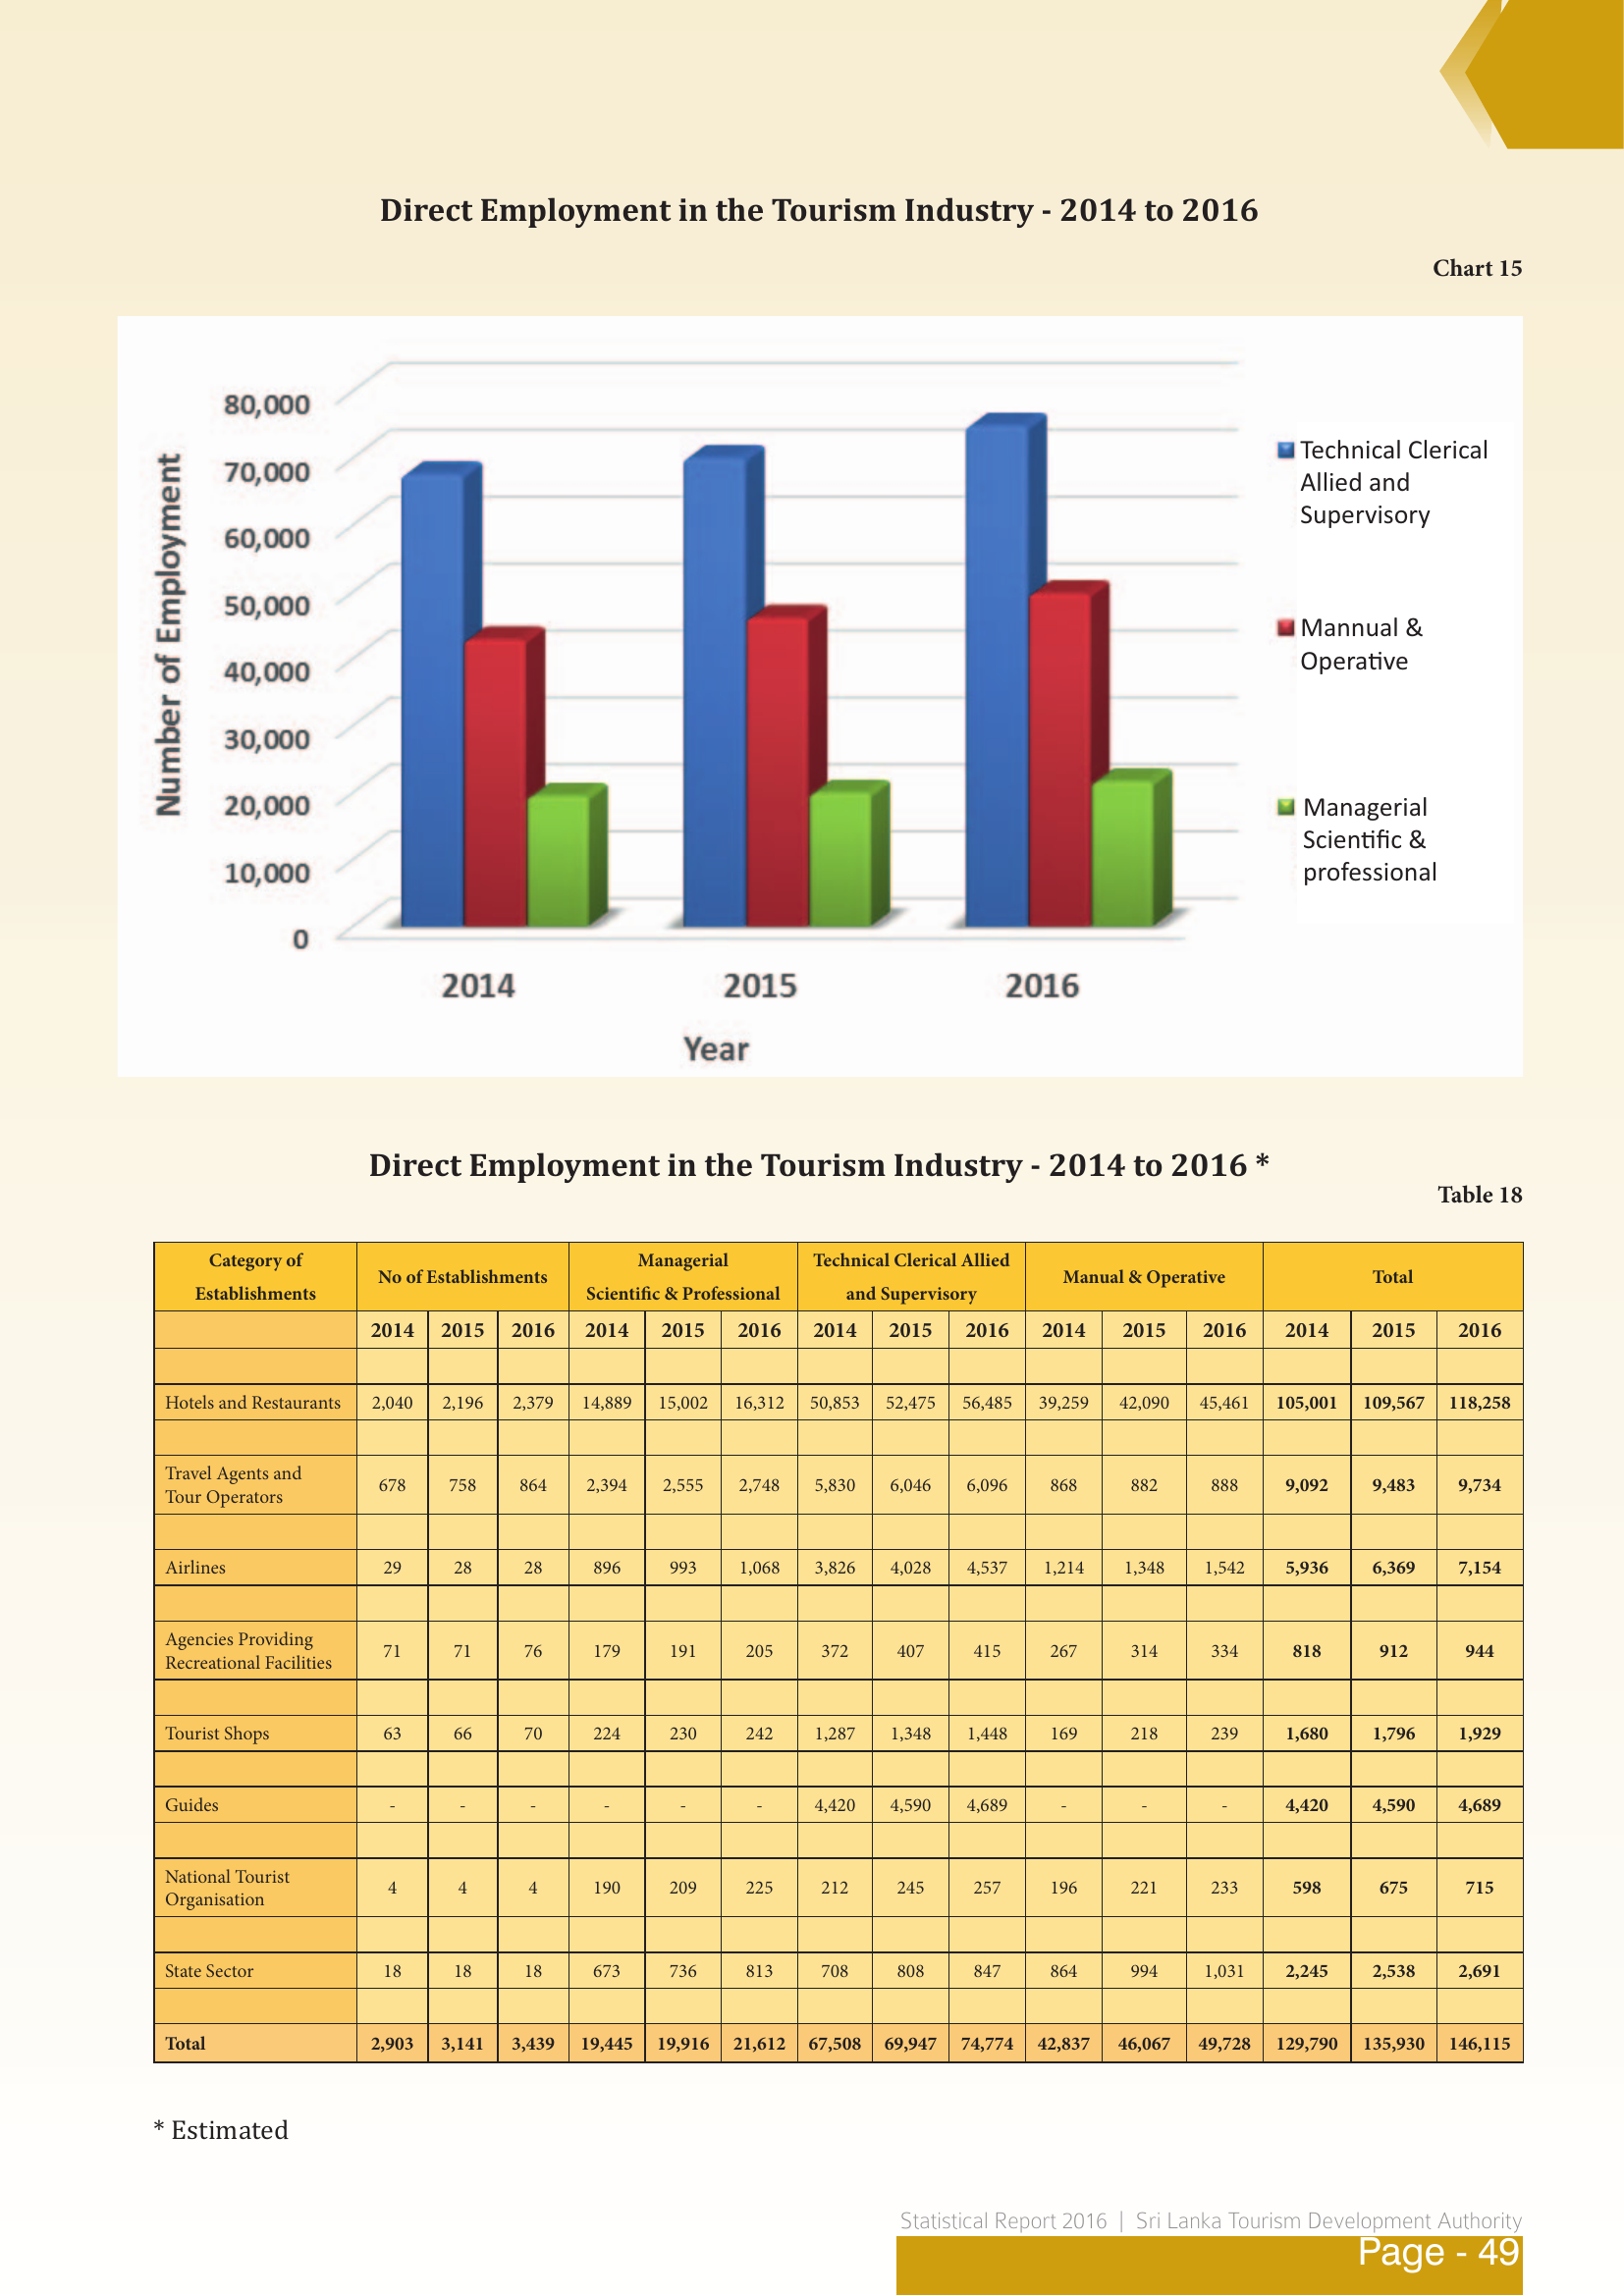 Direct Employment in the Tourism Industry - 2014 to 2016
Chart 15
Number of Employment
80,000
70,000
60,000
50,000
40,000
30,000
20,000
10,000
0
2014 2015 2016
Year
Technical Clerical
Allied and
Supervisory
Mannual &
Operative
Managerial
Scientific &
professional
Direct Employment in the Tourism Industry - 2014 to 2016 *
Table 18
Category of
Establishments
No of Establishments
Managerial
Scientific & Professional
Technical Clerical Allied
and Supervisory
Manual & Operative
Total
2014 2015 2016 2014 2015 2016 2014 2015 2016 2014 2015 2016 2014 2015 2016
Hotels and Restaurants 2,040 2,196 2,379 14,889 15,002 16,312 50,853 52,475 56,485 39,259 42,090 45,461 105,001 109,567 118,258
Travel Agents and
Tour Operators
678 758 864 2,394 2,555 2,748 5,830 6,046 6,096 868 882 888 9,092 9,483 9,734
Airlines 29 28 28 896 993 1,068 3,826 4,028 4,537 1,214 1,348 1,542 5,936 6,369 7,154
Agencies Providing
Recreational Facilities
71 71 76 179 191 205 372 407 415 267 314 334 818 912 944
Tourist Shops 63 66 70 224 230 242 1,287 1,348 1,448 169 218 239 1,680 1,796 1,929
Guides - - - - - - 4,420 4,590 4,689 - - - 4,420 4,590 4,689
National Tourist
Organisation
4 4 4 190 209 225 212 245 257 196 221 233 598 675 715
State Sector 18 18 18 673 736 813 708 808 847 864 994 1,031 2,245 2,538 2,691
Total 2,903 3,141 3,439 19,445 19,916 21,612 67,508 69,947 74,774 42,837 46,067 49,728 129,790 135,930 146,115
* Estimated
Statistical Report 2016 | Sri Lanka Tourism Development Authority
Page - 49